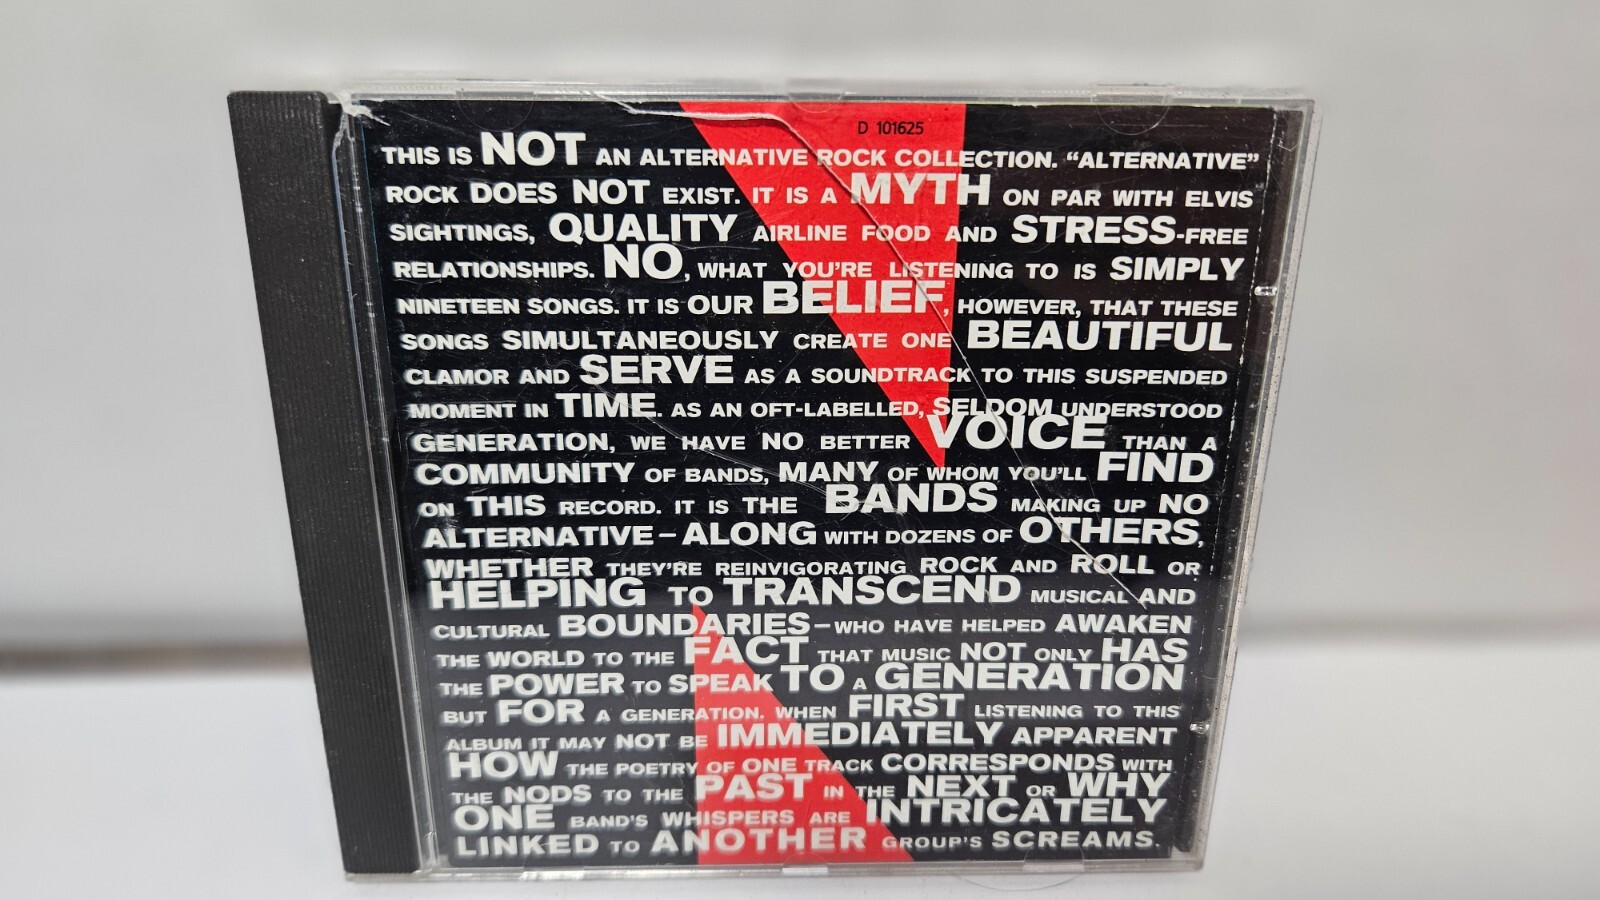 D 101625
THIS IS NOT AN ALTERNATIVE ROCK COLLECTION. “ALTERNATIVE”
ROCK DOES NOT EXIST. IT IS A MYTH ON PAR WITH ELVIS
SIGHTINGS, QUALITY AIRLINE FOOD AND STRESS-FREE
RELATIONSHIPS. NO, WHAT YOU'RE LISTENING TO IS SIMPLY
NINETEEN SONGS. IT IS OUR BELIEF, HOWEVER, THAT THESE
SONGS SIMULTANEOUSLY CREATE ONE BEAUTIFUL
CLAMOR AND SERVE AS A SOUNDTRACK TO THIS SUSPENDED
MOMENT IN TIME. AS AN OFT-LABELLED, SELDOM UNDERSTOOD
GENERATION, WE HAVE NO BETTER VOICE THAN A
COMMUNITY OF BANDS, MANY OF WHOM YOU'LL FIND
ON THIS RECORD. IT IS THE BANDS MAKING UP NO
ALTERNATIVE – ALONG WITH DOZENS OF OTHERS,
WHETHER THEY'RE REINVIGORATING ROCK AND ROLL OR
HELPING TO TRANSCEND MUSICAL AND
CULTURAL BOUNDARIES – WHO HAVE HELPED AWAKEN
THE WORLD TO THE FACT THAT MUSIC NOT ONLY HAS
THE POWER TO SPEAK TO A GENERATION
BUT FOR A GENERATION. WHEN FIRST LISTENING TO THIS
ALBUM IT MAY NOT BE IMMEDIATELY APPARENT
HOW THE POETRY OF ONE TRACK CORRESPONDS WITH
THE NODS TO THE PAST IN THE NEXT OR WHY
ONE BAND'S WHISPERS ARE INTRICATELY
LINKED TO ANOTHER GROUP'S SCREAMS.